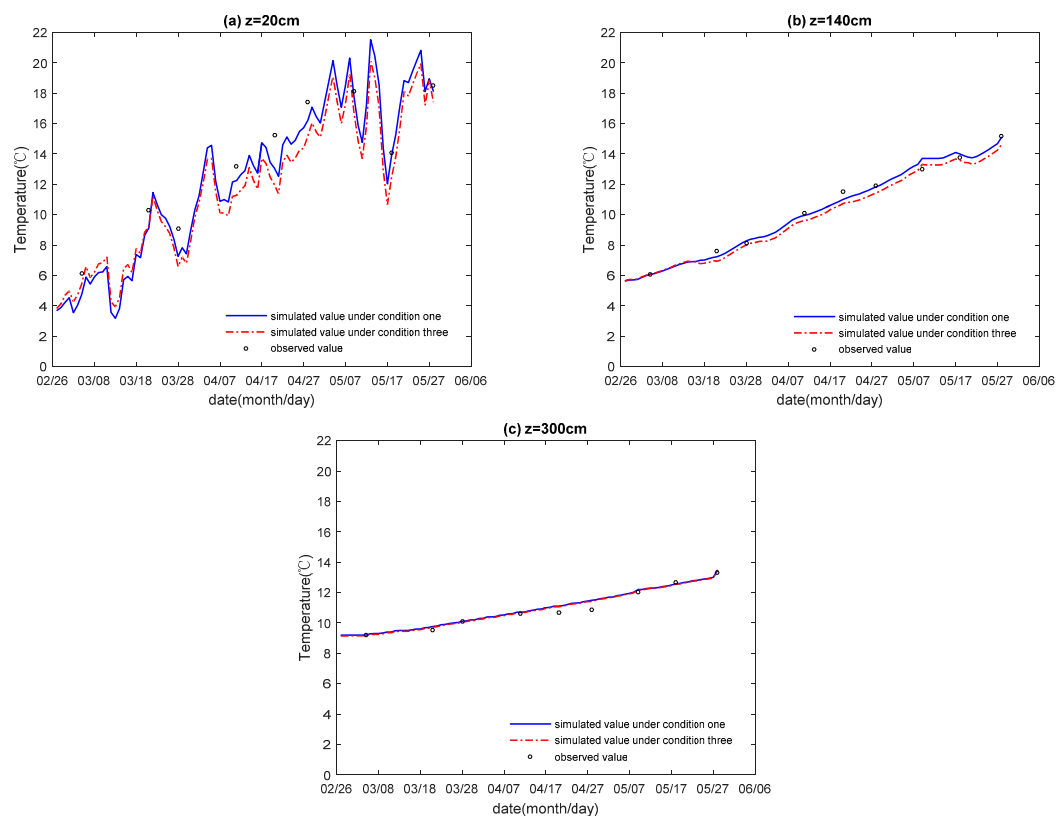 (a) z=20cm
22
20
18
16
14
12
10
8
6
4
2
0
Temperature(℃)
02/26 03/08 03/18 03/28 04/07 04/17 04/27 05/07 05/17 05/27 06/06
date(month/day)
simulated value under condition one
simulated value under condition three
observed value
(b) z=140cm
22
20
18
16
14
12
10
8
6
4
2
0
Temperature(℃)
02/26 03/08 03/18 03/28 04/07 04/17 04/27 05/07 05/17 05/27 06/06
date(month/day)
simulated value under condition one
simulated value under condition three
observed value
(c) z=300cm
22
20
18
16
14
12
10
8
6
4
2
0
Temperature(℃)
02/26 03/08 03/18 03/28 04/07 04/17 04/27 05/07 05/17 05/27 06/06
date(month/day)
simulated value under condition one
simulated value under condition three
observed value